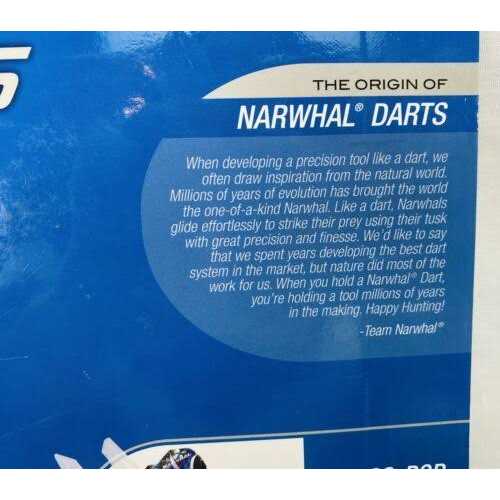 THE ORIGIN OF
NARWHAL® DARTS
When developing a precision tool like a dart, we
often draw inspiration from the natural world.
Millions of years of evolution has brought the world
the one-of-a-kind Narwhal. Like a dart, Narwhals
glide effortlessly to strike their prey using their tusk
with great precision and finesse. We'd like to say
that we spent years developing the best dart
system in the market, but nature did most of the
work for us. When you hold a Narwhal® Dart,
you're holding a tool millions of years
in the making. Happy Hunting!
-Team Narwhal®